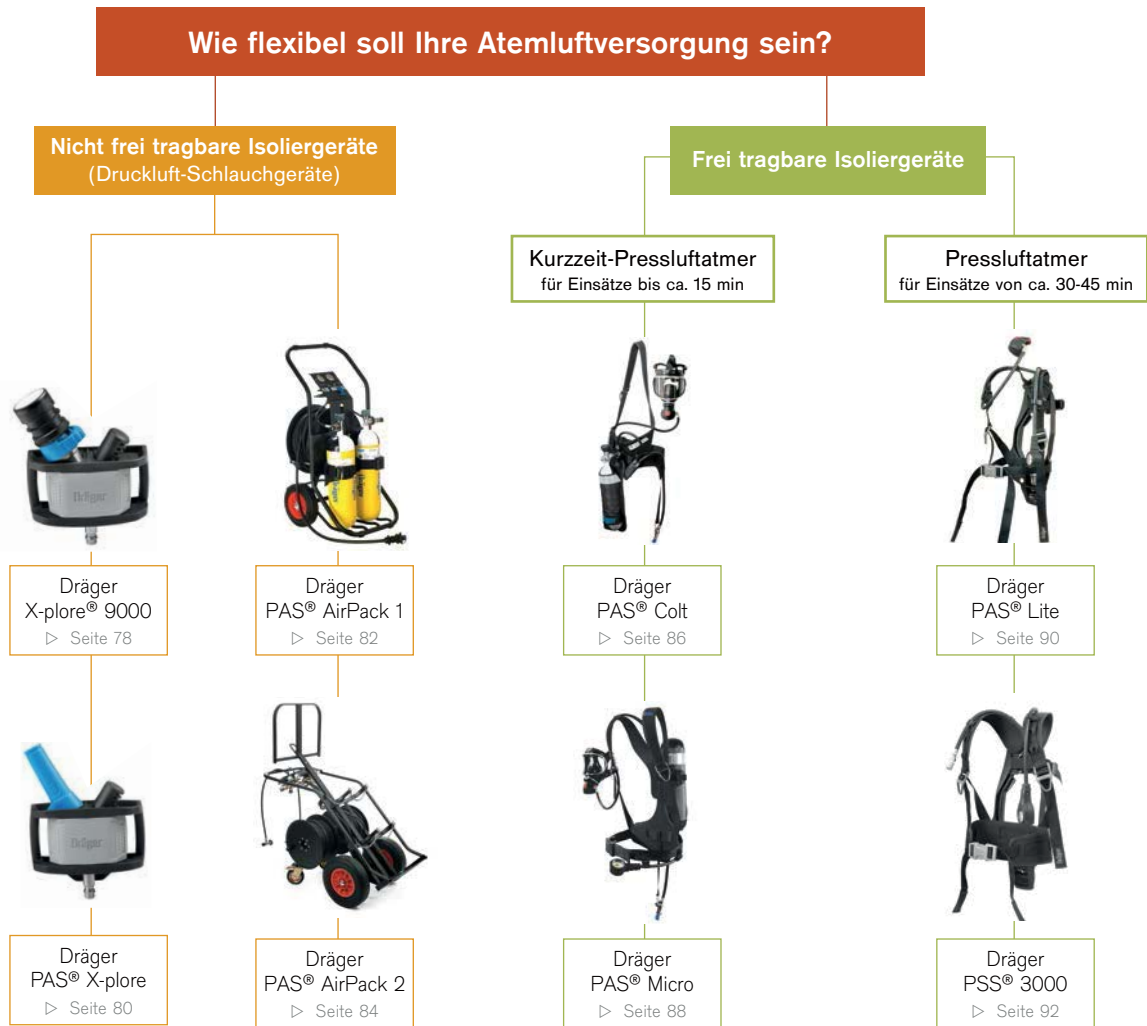 Wie flexibel soll Ihre Atemluftversorgung sein?
Nicht frei tragbare Isoliergeräte
(Druckluft-Schlauchgeräte)
Frei tragbare Isoliergeräte
Kurzzeit-Pressluftatmer
für Einsätze bis ca. 15 min
Pressluftatmer
für Einsätze von ca. 30-45 min
Dräger
Dräger
X-plore® 9000
▷ Seite 78
Dräger
PAS® AirPack 1
▷ Seite 82
Dräger
PAS® Colt
▷ Seite 86
Dräger
PAS® Lite
▷ Seite 90
Dräger
Dräger
PAS® X-plore
▷ Seite 80
Dräger
PAS® AirPack 2
▷ Seite 84
Dräger
PAS® Micro
▷ Seite 88
Dräger
PSS® 3000
▷ Seite 92